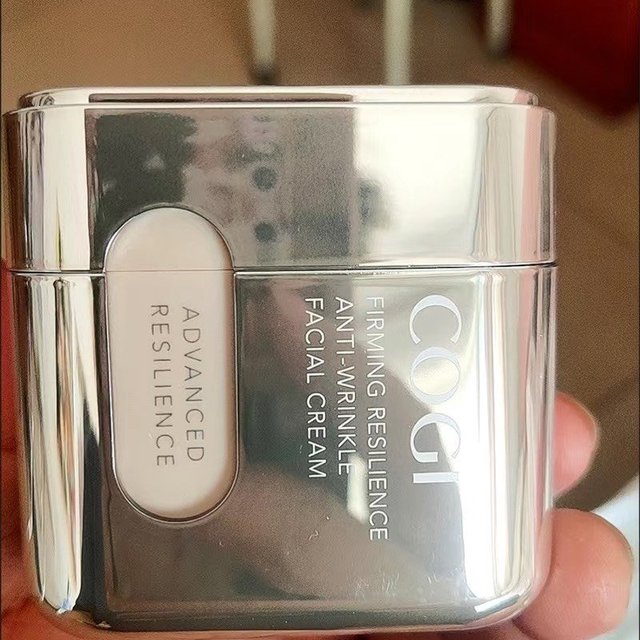 COGI
FIRMING RESILIENCE
ANTI-WRINKLE
FACIAL CREAM
ADVANCED
RESILIENCE